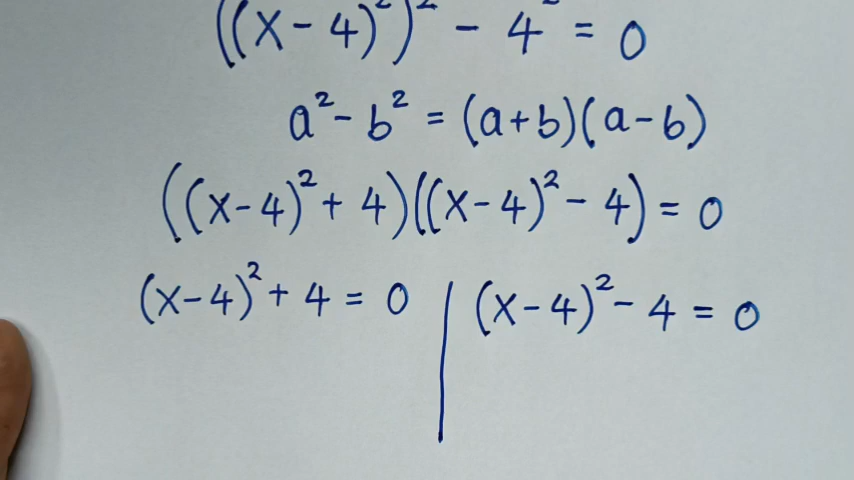 ((x-4)²)² - 4² = 0
a² - b² = (a+b)(a-b)
((x-4)² + 4)((x-4)² - 4) = 0
(x-4)² + 4 = 0 | (x-4)² - 4 = 0